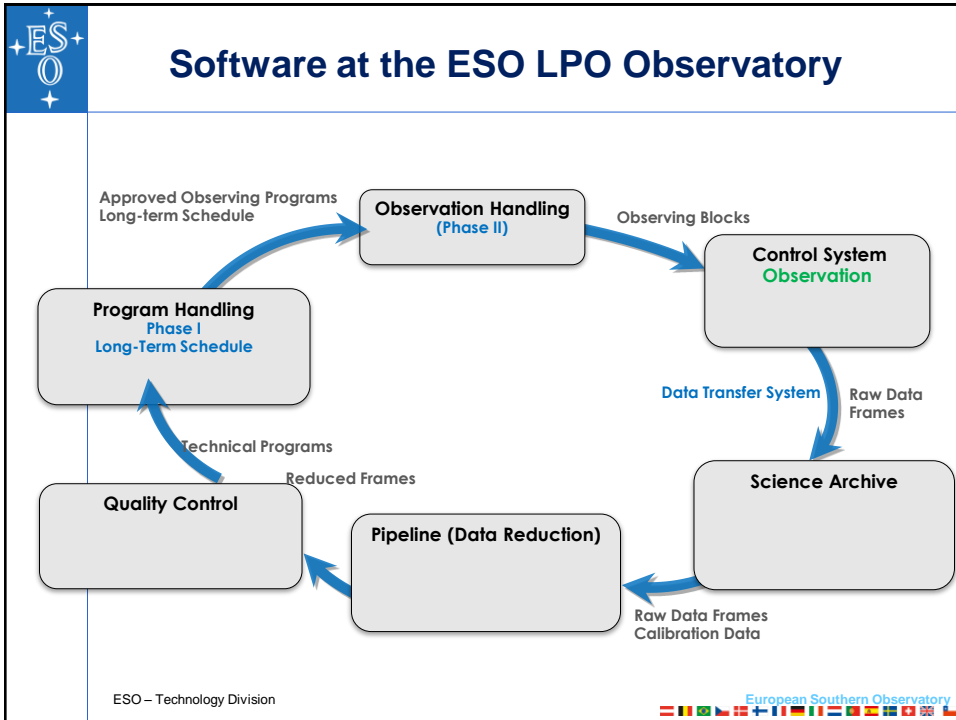 ES
O
Software at the ESO LPO Observatory
Approved Observing Programs
Long-term Schedule
Observation Handling
(Phase II)
Observing Blocks
Control System
Observation
Program Handling
Phase I
Long-Term Schedule
Data Transfer System
Raw Data
Frames
Technical Programs
Reduced Frames
Science Archive
Quality Control
Pipeline (Data Reduction)
Raw Data Frames
Calibration Data
ESO – Technology Division
European Southern Observatory